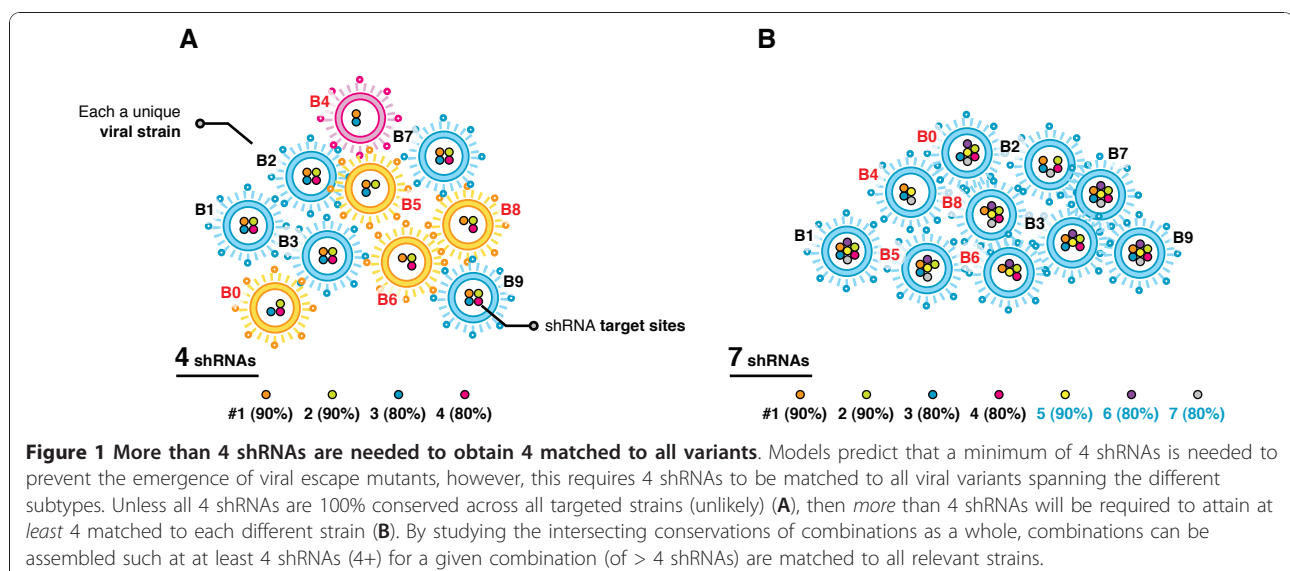 A
B
Each a unique
viral strain
B4
B7
B2
B5
B8
B1
B3
B6
B9
B0
shRNA target sites
4 shRNAs
#1 (90%) 2 (90%) 3 (80%) 4 (80%)
B0
B2
B7
B4
B8
B3
B1
B5
B6
B9
7 shRNAs
#1 (90%) 2 (90%) 3 (80%) 4 (80%) 5 (90%) 6 (80%) 7 (80%)
Figure 1 More than 4 shRNAs are needed to obtain 4 matched to all variants. Models predict that a minimum of 4 shRNAs is needed to
prevent the emergence of viral escape mutants, however, this requires 4 shRNAs to be matched to all viral variants spanning the different
subtypes. Unless all 4 shRNAs are 100% conserved across all targeted strains (unlikely) (A), then more than 4 shRNAs will be required to attain at
least 4 matched to each different strain (B). By studying the intersecting conservations of combinations as a whole, combinations can be
assembled such at at least 4 shRNAs (4+) for a given combination (of > 4 shRNAs) are matched to all relevant strains.